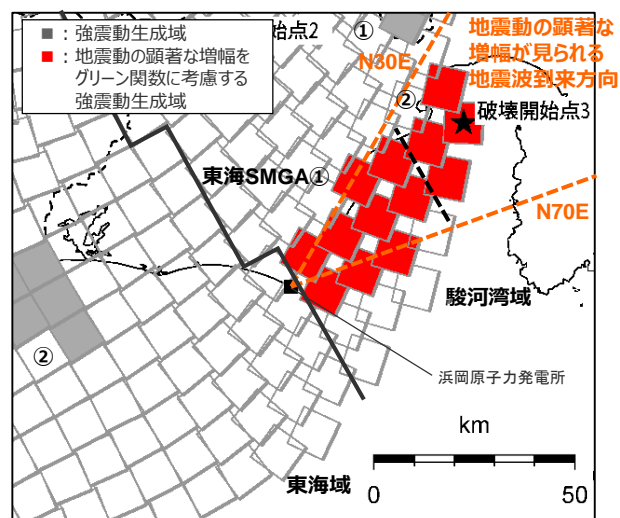 ■：強震動生成域
■：地震動の顕著な増幅を
グリーン関数に考慮する
強震動生成域
始点2
①
地震動の顕著な
増幅が見られる
地震波到来方向
N30E
②
破壊開始点3
東海SMGA①
N70E
駿河湾域
②
浜岡原子力発電所
東海域
km
0
50